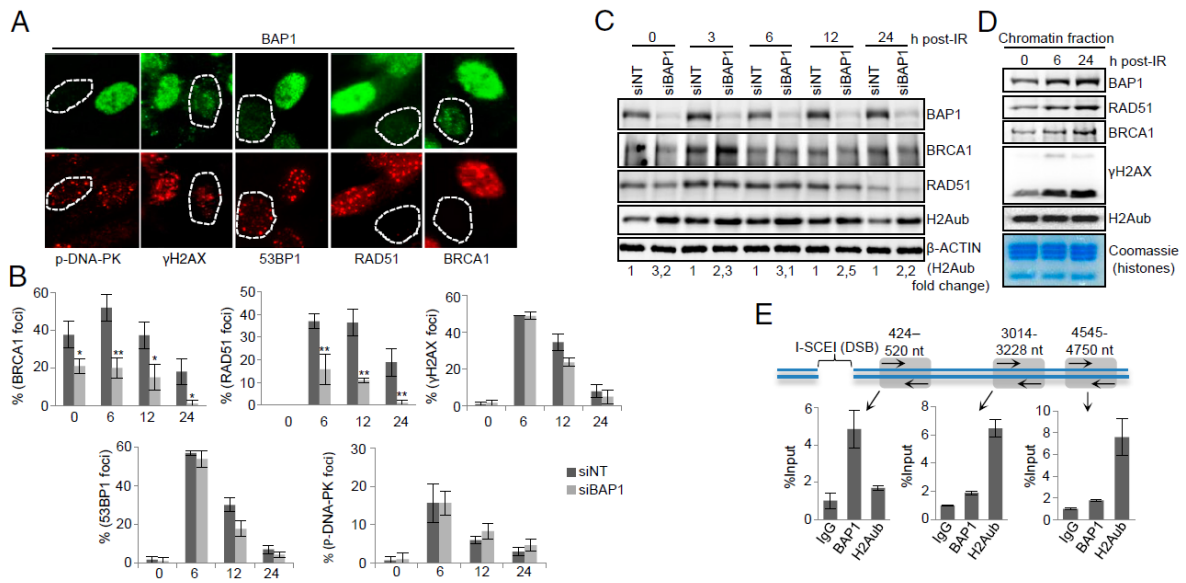 A
BAP1
p-DNA-PK γH2AX 53BP1 RAD51 BRCA1
B
% (BRCA1 foci)
60
40
20
0
0 6 12 24
* ** * *
% (RAD51 foci)
60
40
20
0
0 6 12 24
** ** **
% (γH2AX foci)
60
40
20
0
0 6 12 24
% (53BP1 foci)
60
40
20
0
0 6 12 24
% (P-DNA-PK foci)
30
20
10
0
0 6 12 24
siNT
siBAP1
C
0 3 6 12 24 h post-IR
siNT siBAP1 siNT siBAP1 siNT siBAP1 siNT siBAP1 siNT siBAP1
BAP1
BRCA1
RAD51
H2Aub
β-ACTIN
1 3,2 1 2,3 1 3,1 1 2,5 1 2,2 (H2Aub
fold change)
D
Chromatin fraction
0 6 24 h post-IR
BAP1
RAD51
BRCA1
γH2AX
H2Aub
Coomassie
(histones)
E
I-SCEI (DSB)
424–
520 nt
3014-
3228 nt
4545-
4750 nt
%Input
6
4
2
0
IgG BAP1 H2Aub
%Input
8
6
4
2
0
IgG BAP1 H2Aub
%Input
10
7.5
5
2.5
0
IgG BAP1 H2Aub